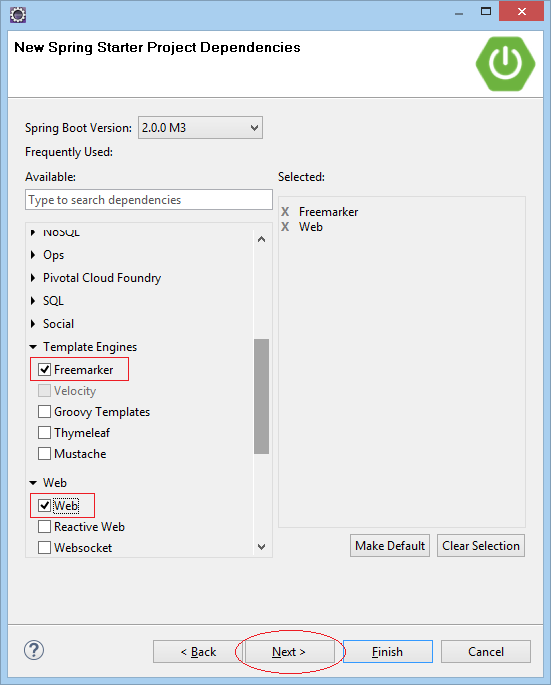 New Spring Starter Project Dependencies
Spring Boot Version: 2.0.0 M3
Frequently Used:
Available:
Type to search dependencies
NoSQL
Ops
Pivotal Cloud Foundry
SQL
Social
Template Engines
Freemarker
Velocity
Groovy Templates
Thymeleaf
Mustache
Web
Web
Reactive Web
Websocket
Selected:
X Freemarker
X Web
Make Default Clear Selection
? < Back Next > Finish Cancel